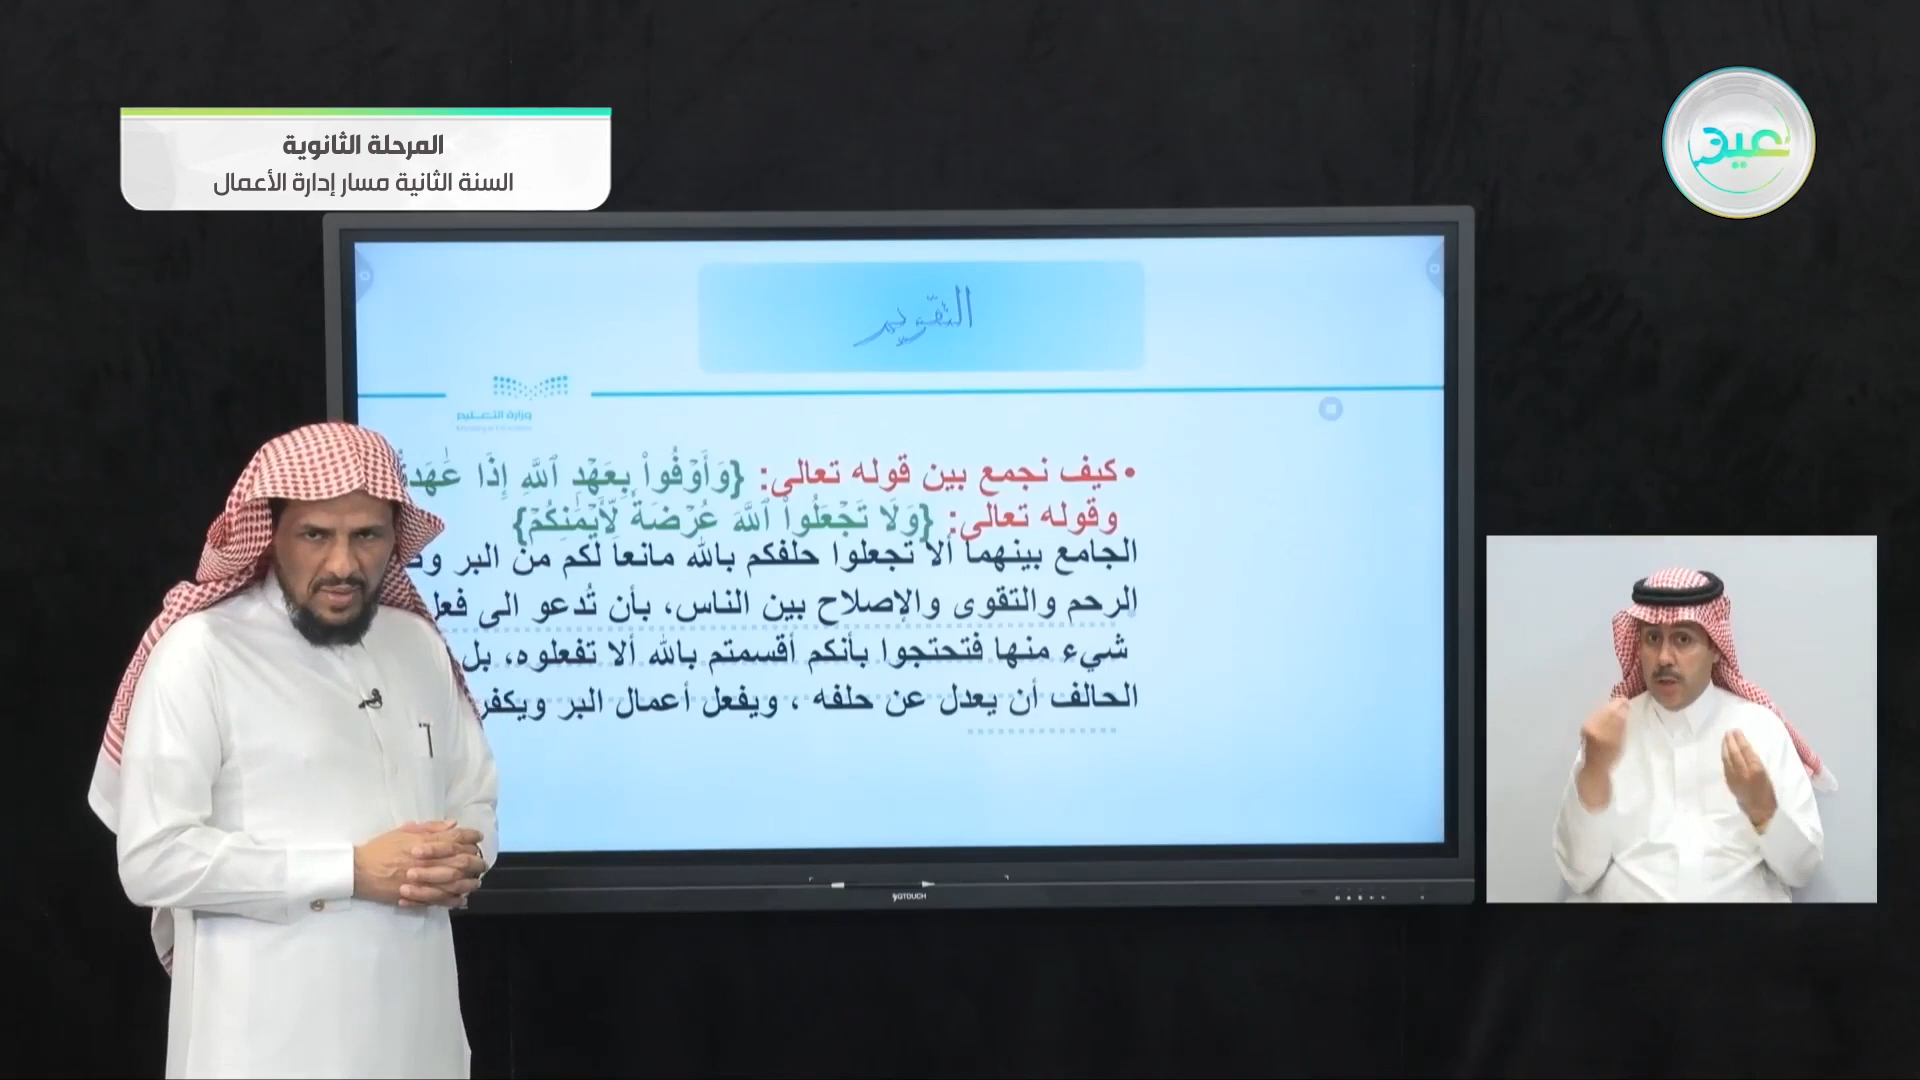 المرحلة الثانوية
السنة الثانية مسار إدارة الأعمال
عين
التقويم
وزارة التعليم
• كيف نجمع بين قوله تعالى: {وَأَوۡفُواْ بِعَهۡدِ ٱللَّهِ إِذَا
وقوله تعالى: {وَلَا تَجۡعَلُواْ ٱللَّهَ عُرۡضَةٗ لِّأَيۡمَٰنِكُمۡ}
الجامع بينهما ألا تجعلوا حلفكم بالله مانعاً لكم من البر
الرحم والتقوى والإصلاح بين الناس، بأن تُدعو الى فعل
شيء منها فتحتجوا بأنكم أقسمتم بالله ألا تفعلوه، بل
الحالف أن يعدل عن حلفه ، ويفعل أعمال البر ويكفر
QTOUCH